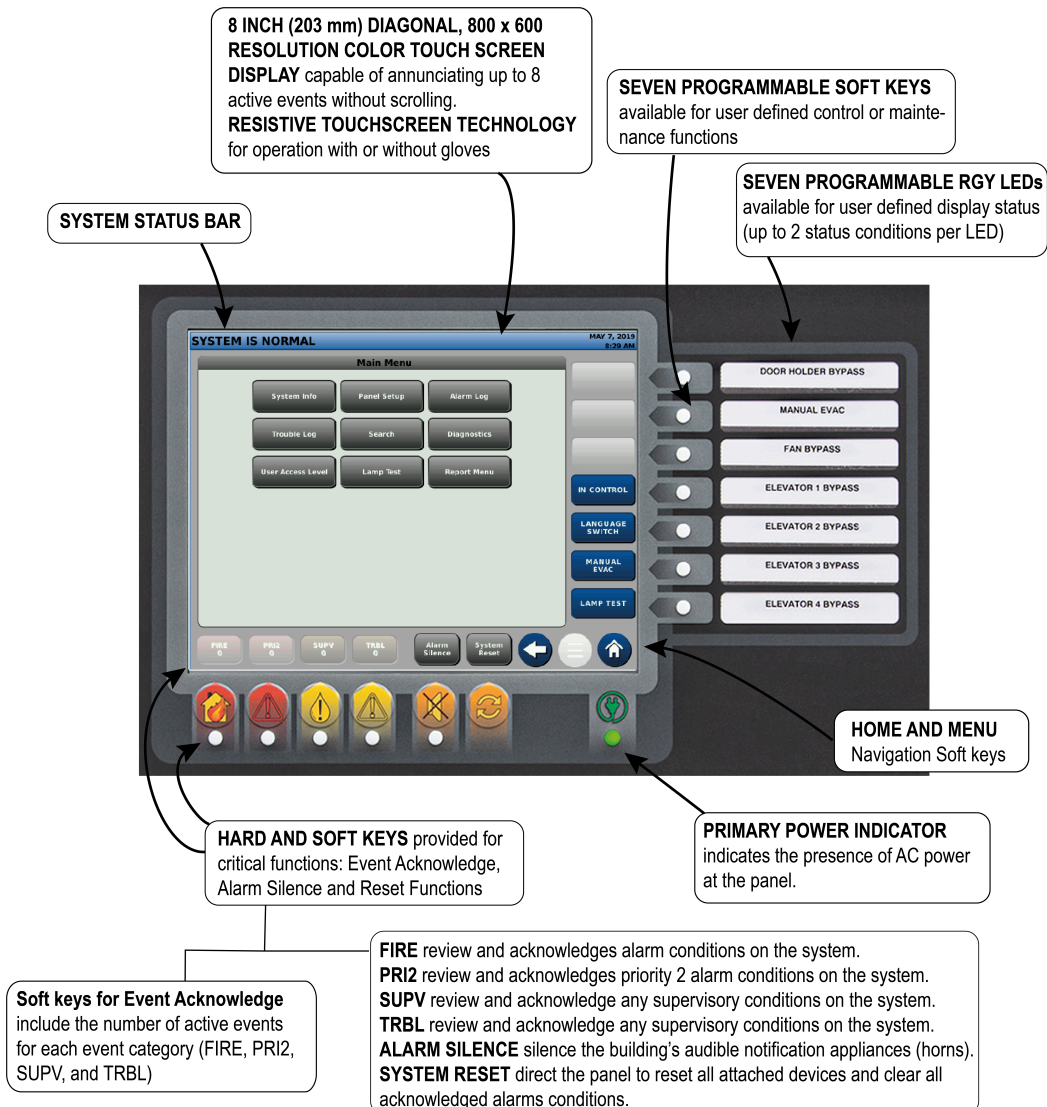 8 INCH (203 mm) DIAGONAL, 800 x 600
RESOLUTION COLOR TOUCH SCREEN
DISPLAY capable of annunciating up to 8
active events without scrolling.
RESISTIVE TOUCHSCREEN TECHNOLOGY
for operation with or without gloves
SEVEN PROGRAMMABLE SOFT KEYS
available for user defined control or mainte-
nance functions
SEVEN PROGRAMMABLE RGY LEDs
available for user defined display status
(up to 2 status conditions per LED)
SYSTEM STATUS BAR
SYSTEM IS NORMAL
MAY 7, 2019
8:29 AM
Main Menu
System Info
Panel Setup
Alarm Log
Trouble Log
Search
Diagnostics
User Access Level
Lamp Test
Report Menu
IN CONTROL
LANGUAGE
SWITCH
MANUAL
EVAC
LAMP TEST
DOOR HOLDER BYPASS
MANUAL EVAC
FAN BYPASS
ELEVATOR 1 BYPASS
ELEVATOR 2 BYPASS
ELEVATOR 3 BYPASS
ELEVATOR 4 BYPASS
FIRE
0
PRI2
0
SUPV
0
TRBL
0
Alarm
Silence
System
Reset
HOME AND MENU
Navigation Soft keys
HARD AND SOFT KEYS provided for
critical functions: Event Acknowledge,
Alarm Silence and Reset Functions
PRIMARY POWER INDICATOR
indicates the presence of AC power
at the panel.
Soft keys for Event Acknowledge
include the number of active events
for each event category (FIRE, PRI2,
SUPV, and TRBL)
FIRE review and acknowledges alarm conditions on the system.
PRI2 review and acknowledges priority 2 alarm conditions on the system.
SUPV review and acknowledge any supervisory conditions on the system.
TRBL review and acknowledge any supervisory conditions on the system.
ALARM SILENCE silence the building's audible notification appliances (horns).
SYSTEM RESET direct the panel to reset all attached devices and clear all
acknowledged alarms conditions.